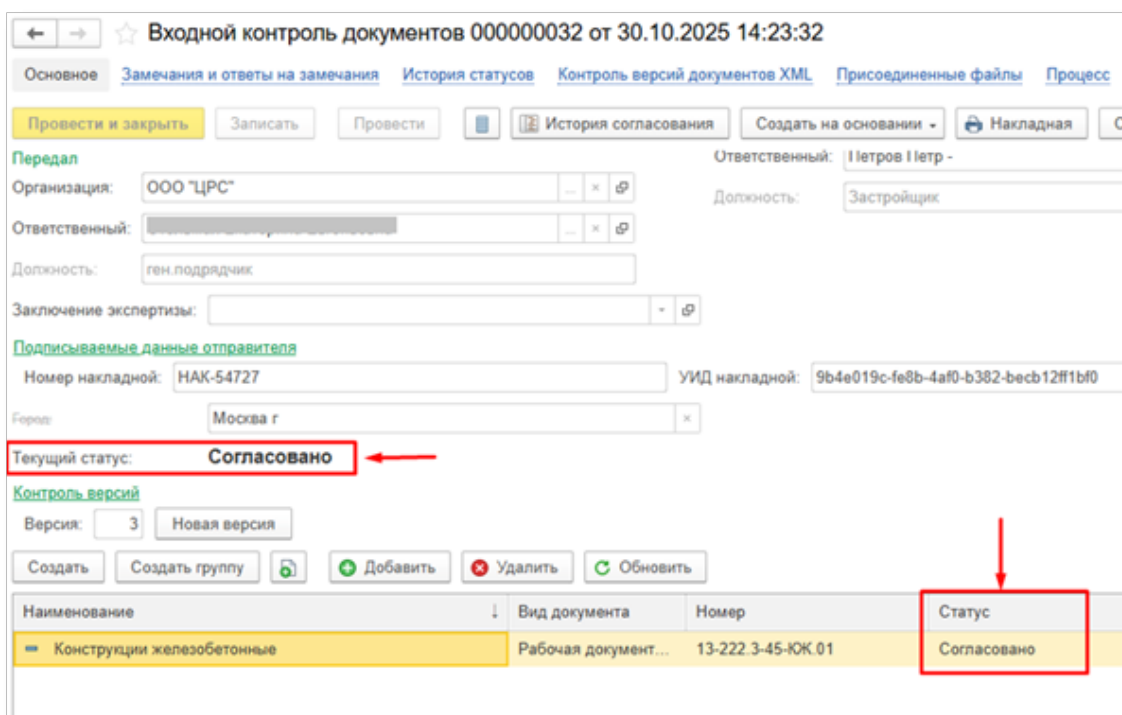 Входной контроль документов 000000032 от 30.10.2025 14:23:32
Основное Замечания и ответы на замечания История статусов Контроль версий документов XML Присоединенные файлы Процесс
Провести и закрыть Записать Провести История согласования Создать на основании Накладная
Передал
Ответственный: Петров Петр -
Организация: ООО "ЦРС"
Должность: Застройщик
Ответственный:
Должность: ген.подрядчик
Заключение экспертизы:
Подписываемые данные отправителя
Номер накладной: НАК-54727 УИД накладной: 9b4e019c-fe8b-4af0-b382-becb12ff1bf0
Город: Москва г
Текущий статус: Согласовано
Контроль версий
Версия: 3 Новая версия
Создать Создать группу Добавить Удалить Обновить
Наименование Вид документа Номер Статус
Конструкции железобетонные Рабочая документ... 13-222.3-45-ЮК.01 Согласовано